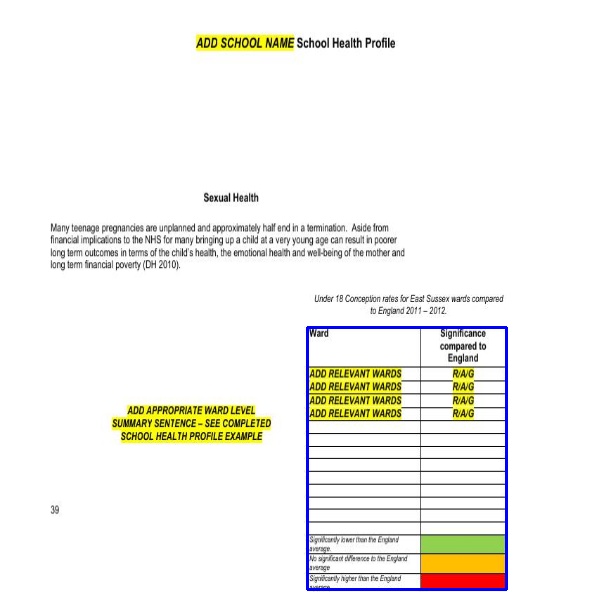 ADD SCHOOL NAME School Health Profile
Sexual Health
Many teenage pregnancies are unplanned and approximately half end in a termination. Aside from
financial implications to the NHS for many bringing up a child at a very young age can result in poorer
long term outcomes in terms of the child's health, the emotional health and well-being of the mother and
long term financial poverty (DH 2010).
Under 18 Conception rates for East Sussex wards compared
to England 2011 – 2012.
Ward
Significance
compared to
England
ADD RELEVANT WARDS R/A/G
ADD RELEVANT WARDS R/A/G
ADD RELEVANT WARDS R/A/G
ADD RELEVANT WARDS R/A/G
ADD APPROPRIATE WARD LEVEL
SUMMARY SENTENCE – SEE COMPLETED
SCHOOL HEALTH PROFILE EXAMPLE
39
Significantly lower than the England
average.
No significant difference to the England
average
Significantly higher than the England
average